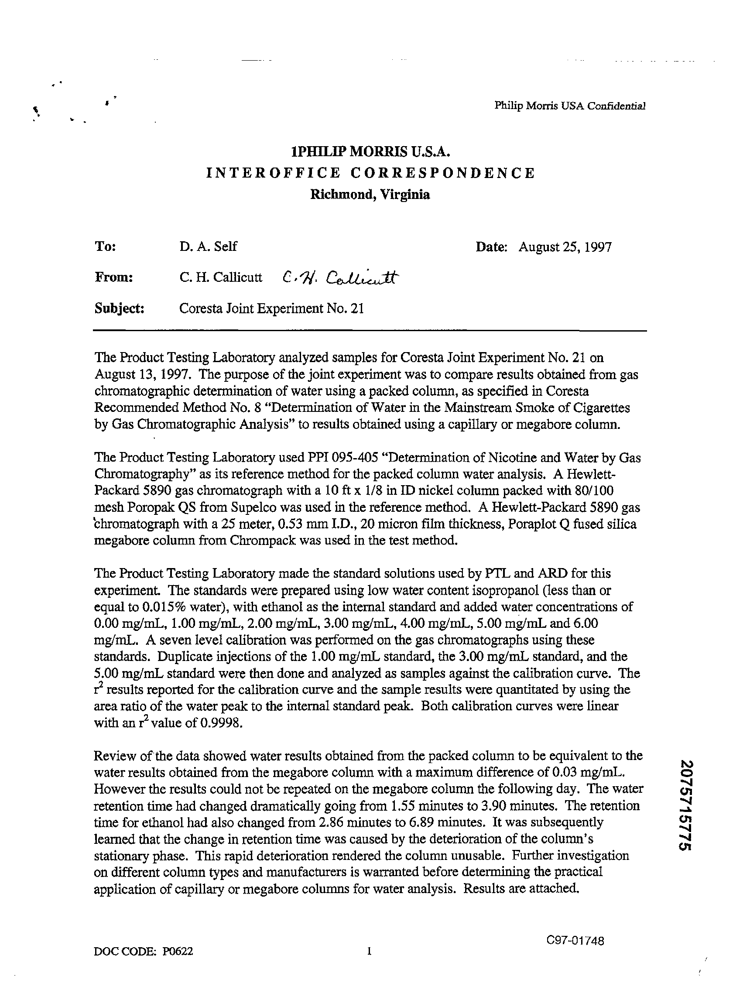 Philip Morris USA Confidential
1PHILIP MORRIS U.S.A.
INTEROFFICE CORRESPONDENCE
Richmond, Virginia
To: D. A. Self Date: August 25, 1997
From: C. H. Callicutt C. H. Callicutt
Subject: Coresta Joint Experiment No. 21
The Product Testing Laboratory analyzed samples for Coresta Joint Experiment No. 21 on
August 13, 1997. The purpose of the joint experiment was to compare results obtained from gas
chromatographic determination of water using a packed column, as specified in Coresta
Recommended Method No. 8 “Determination of Water in the Mainstream Smoke of Cigarettes
by Gas Chromatographic Analysis” to results obtained using a capillary or megabore column.
The Product Testing Laboratory used PPI 095-405 “Determination of Nicotine and Water by Gas
Chromatography” as its reference method for the packed column water analysis. A Hewlett-
Packard 5890 gas chromatograph with a 10 ft x 1/8 in ID nickel column packed with 80/100
mesh Poropak QS from Supelco was used in the reference method. A Hewlett-Packard 5890 gas
chromatograph with a 25 meter, 0.53 mm I.D., 20 micron film thickness, Poraplot Q fused silica
megabore column from Chrompack was used in the test method.
The Product Testing Laboratory made the standard solutions used by PTL and ARD for this
experiment. The standards were prepared using low water content isopropanol (less than or
equal to 0.015% water), with ethanol as the internal standard and added water concentrations of
0.00 mg/mL, 1.00 mg/mL, 2.00 mg/mL, 3.00 mg/mL, 4.00 mg/mL, 5.00 mg/mL and 6.00
mg/mL. A seven level calibration was performed on the gas chromatographs using these
standards. Duplicate injections of the 1.00 mg/mL standard, the 3.00 mg/mL standard, and the
5.00 mg/mL standard were then done and analyzed as samples against the calibration curve. The
r² results reported for the calibration curve and the sample results were quantitated by using the
area ratio of the water peak to the internal standard peak. Both calibration curves were linear
with an r² value of 0.9998.
Review of the data showed water results obtained from the packed column to be equivalent to the
water results obtained from the megabore column with a maximum difference of 0.03 mg/mL.
However the results could not be repeated on the megabore column the following day. The water
retention time had changed dramatically going from 1.55 minutes to 3.90 minutes. The retention
time for ethanol had also changed from 2.86 minutes to 6.89 minutes. It was subsequently
learned that the change in retention time was caused by the deterioration of the column's
stationary phase. This rapid deterioration rendered the column unusable. Further investigation
on different column types and manufacturers is warranted before determining the practical
application of capillary or megabore columns for water analysis. Results are attached.
2075715775
C97-01748
DOC CODE: P0622 1